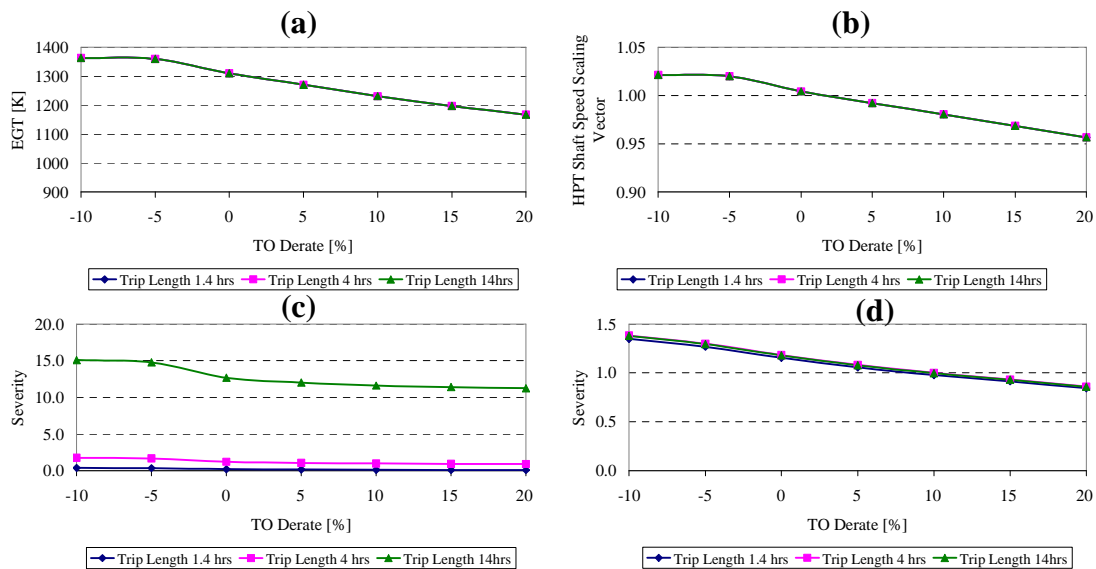 (a)
1400
1300
1200
1100
1000
900
EGT [K]
-10 -5 0 5 10 15 20
TO Derate [%]
Trip Length 1.4 hrs Trip Length 4 hrs Trip Length 14hrs
(b)
1.05
1.00
0.95
0.90
HPT Shaft Speed Scaling
Vector
-10 -5 0 5 10 15 20
TO Derate [%]
Trip Length 1.4 hrs Trip Length 4 hrs Trip Length 14hrs
(c)
20.0
15.0
10.0
5.0
0.0
Severity
-10 -5 0 5 10 15 20
TO Derate [%]
Trip Length 1.4 hrs Trip Length 4 hrs Trip Length 14hrs
(d)
1.5
1.0
0.5
0.0
Severity
-10 -5 0 5 10 15 20
TO Derate [%]
Trip Length 1.4 hrs Trip Length 4 hrs Trip Length 14hrs